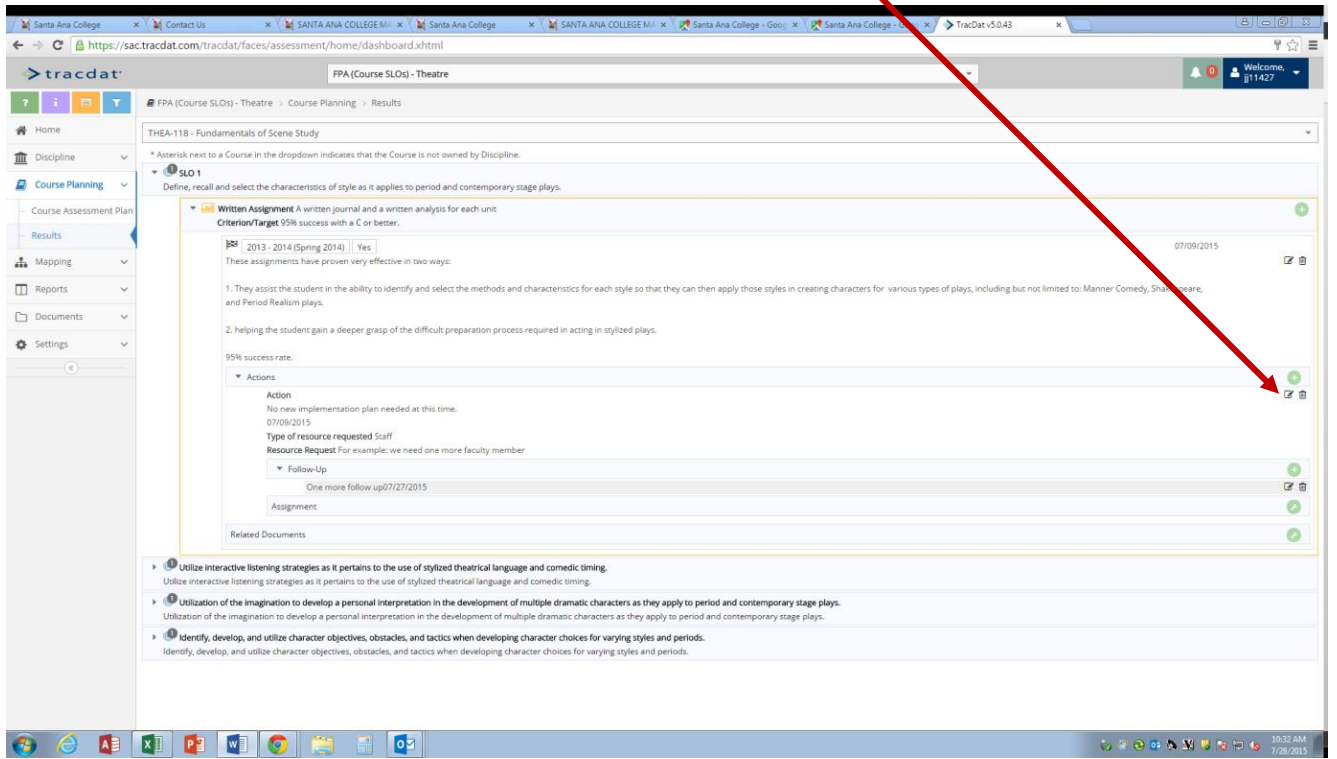 Santa Ana College
Contact Us
SANTA ANA COLLEGE MA
Santa Ana College
SANTA ANA COLLEGE MA
Santa Ana College - Goog
Santa Ana College - Goo
TracDat v5.0.43
https://sac.tracdat.com/tracdat/faces/assessment/home/dashboard.xhtml
tracdat
FPA (Course SLOs) - Theatre
0
Welcome,
jj11427
? i
FPA (Course SLOs) - Theatre > Course Planning > Results
Home
Discipline
Course Planning
Course Assessment Plan
Results
Mapping
Reports
Documents
Settings
THEA-118 - Fundamentals of Scene Study
* Asterisk next to a Course in the dropdown indicates that the Course is not owned by Discipline.
1 SLO 1
Define, recall and select the characteristics of style as it applies to period and contemporary stage plays.
Written Assignment A written journal and a written analysis for each unit
Criterion/Target 95% success with a C or better.
2013 - 2014 (Spring 2014) Yes 07/09/2015
These assignments have proven very effective in two ways:
1. They assist the student in the ability to identify and select the methods and characteristics for each style so that they can then apply those styles in creating characters for various types of plays, including but not limited to: Manner Comedy, Shakespeare,
and Period Realism plays.
2. helping the student gain a deeper grasp of the difficult preparation process required in acting in stylized plays.
95% success rate.
Actions
Action
No new implementation plan needed at this time.
07/09/2015
Type of resource requested Staff
Resource Request For example: we need one more faculty member
Follow-Up
One more follow up07/27/2015
Assignment
Related Documents
1 Utilize interactive listening strategies as it pertains to the use of stylized theatrical language and comedic timing.
Utilize interactive listening strategies as it pertains to the use of stylized theatrical language and comedic timing.
1 Utilization of the imagination to develop a personal interpretation in the development of multiple dramatic characters as they apply to period and contemporary stage plays.
Utilization of the imagination to develop a personal interpretation in the development of multiple dramatic characters as they apply to period and contemporary stage plays.
1 Identify, develop, and utilize character objectives, obstacles, and tactics when developing character choices for varying styles and periods.
Identify, develop, and utilize character objectives, obstacles, and tactics when developing character choices for varying styles and periods.
10:32 AM
7/28/2015